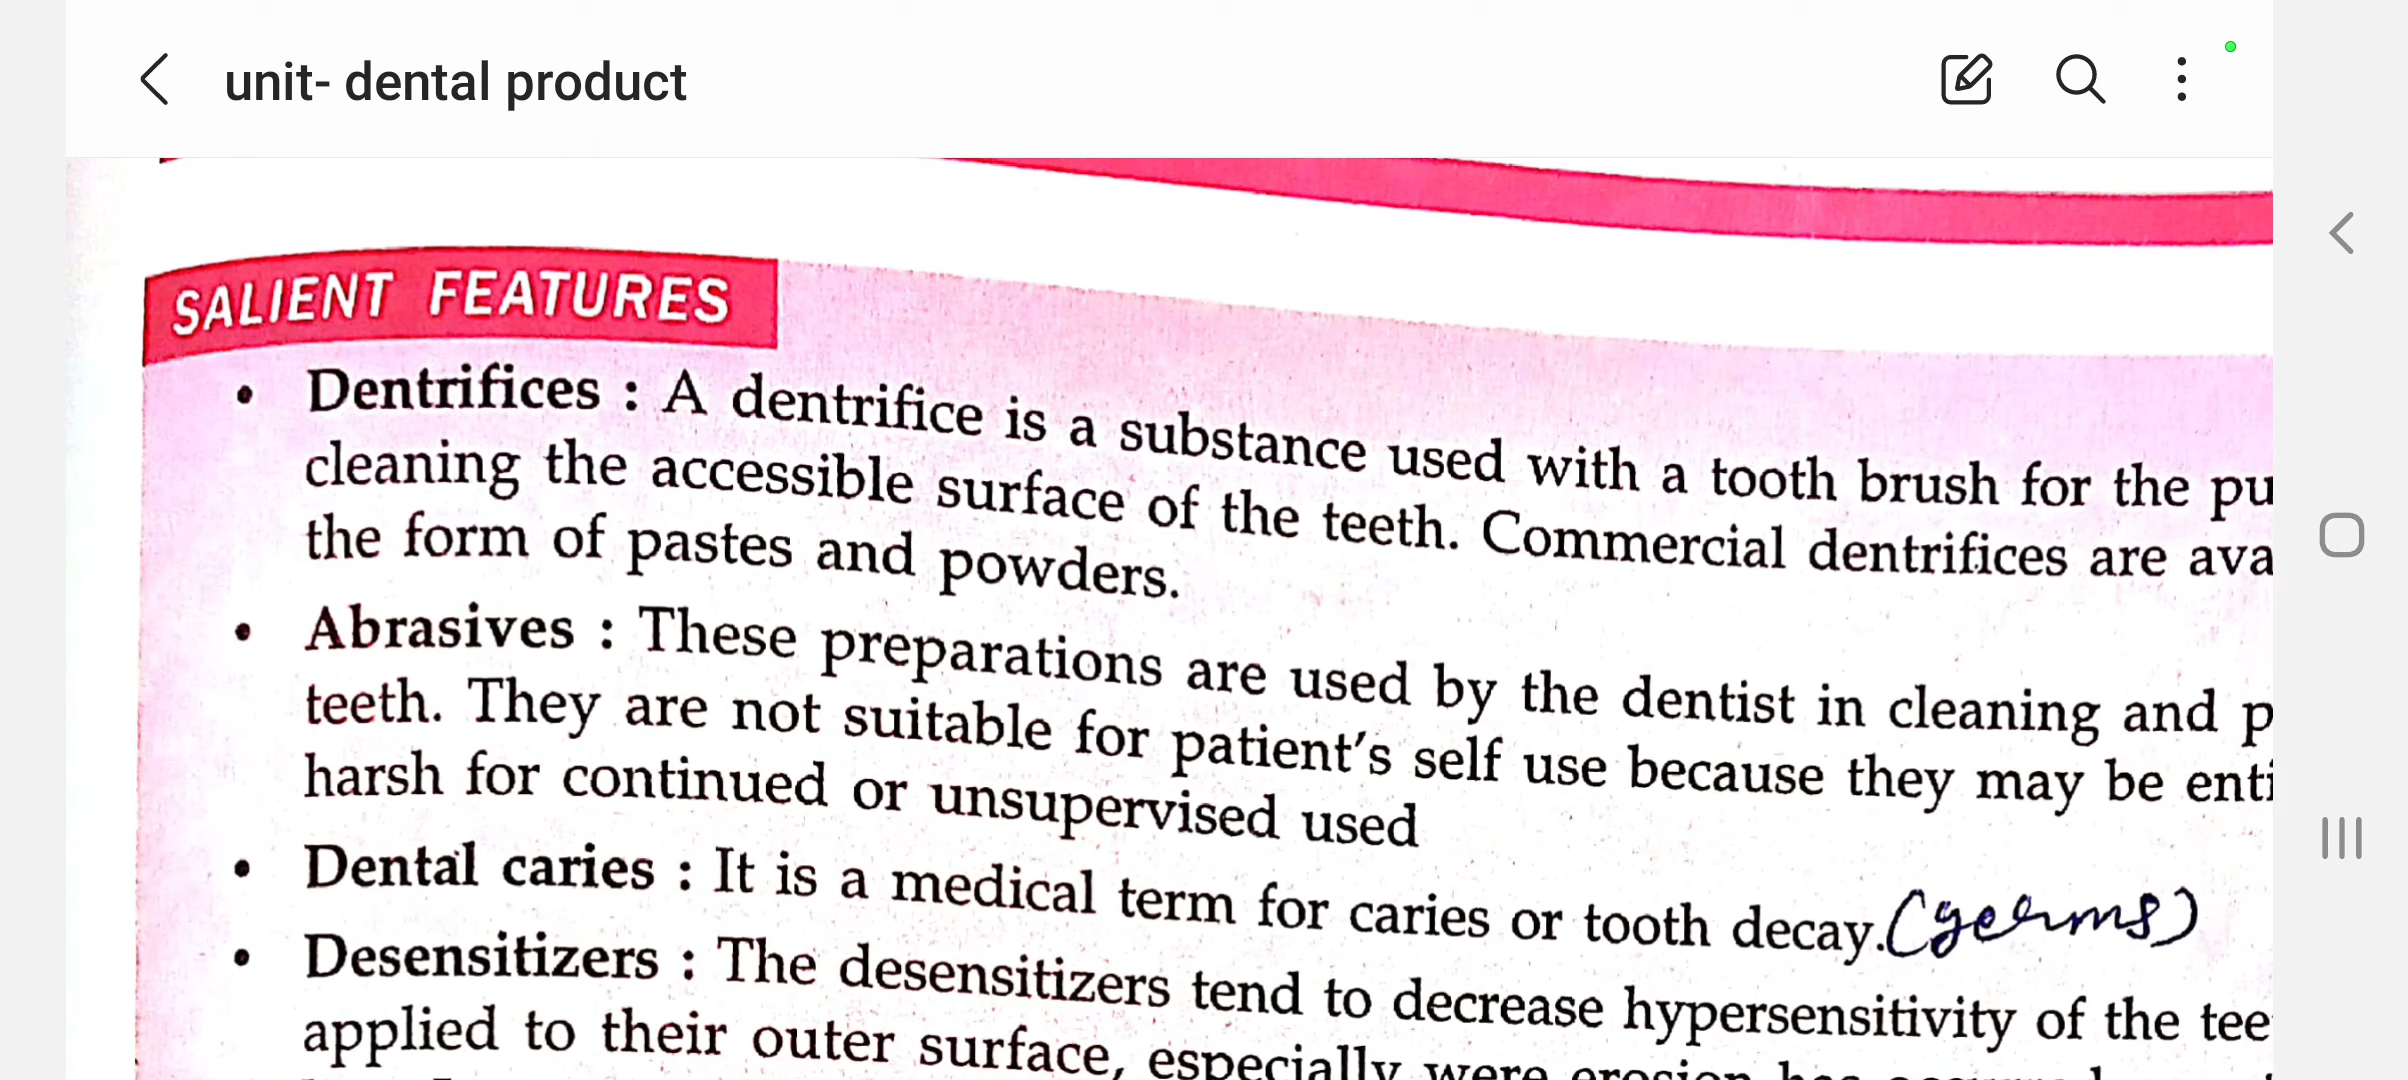 unit- dental product
SALIENT FEATURES
• Dentrifices : A dentrifice is a substance used with a tooth brush for the pu
cleaning the accessible surface of the teeth. Commercial dentrifices are ava
the form of pastes and powders.
• Abrasives : These preparations are used by the dentist in cleaning and p
teeth. They are not suitable for patient's self use because they may be enti
harsh for continued or unsupervised used
• Dental caries : It is a medical term for caries or tooth decay.(germs)
• Desensitizers : The desensitizers tend to decrease hypersensitivity of the tee
applied to their outer surface, especially were erosion has